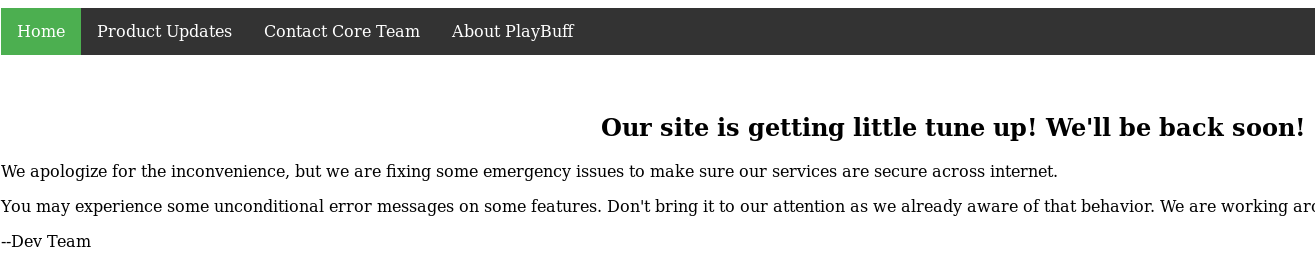 Home Product Updates Contact Core Team About PlayBuff
Our site is getting little tune up! We'll be back soon!
We apologize for the inconvenience, but we are fixing some emergency issues to make sure our services are secure across internet.
You may experience some unconditional error messages on some features. Don't bring it to our attention as we already aware of that behavior. We are working
--Dev Team